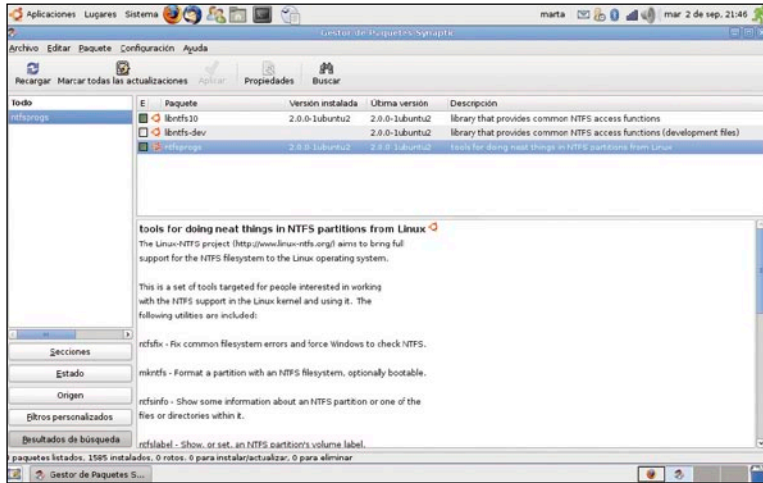 Aplicaciones Lugares Sistema
marta mar 2 de sep, 21:46
Gestor de Paquetes Synaptic
Archivo Editar Paquete Configuración Ayuda
Recargar Marcar todas las actualizaciones Aplicar Propiedades Buscar
Todo
ntfsprogs
E Paquete Versión instalada Última versión Descripción
libntfs10 2.0.0-1ubuntu2 2.0.0-1ubuntu2 library that provides common NTFS access functions
libntfs-dev 2.0.0-1ubuntu2 library that provides common NTFS access functions (development files)
ntfsprogs 2.0.0-1ubuntu2 2.0.0-1ubuntu2 tools for doing neat things in NTFS partitions from Linux
tools for doing neat things in NTFS partitions from Linux
The Linux-NTFS project (http://www.linux-ntfs.org/) aims to bring full
support for the NTFS filesystem to the Linux operating system.
This is a set of tools targeted for people interested in working
with the NTFS support in the Linux kernel and using it. The
following utilities are included:
ntfsfix - Fix common filesystem errors and force Windows to check NTFS.
mkntfs - Format a partition with an NTFS filesystem, optionally bootable.
ntfsinfo - Show some information about an NTFS partition or one of the
files or directories within it.
ntfslabel - Show, or set, an NTFS partition's volume label.
Secciones
Estado
Origen
Filtros personalizados
Resultados de búsqueda
paquetes listados, 1585 instalados, 0 rotos. 0 para instalar/actualizar, 0 para eliminar
Gestor de Paquetes S...